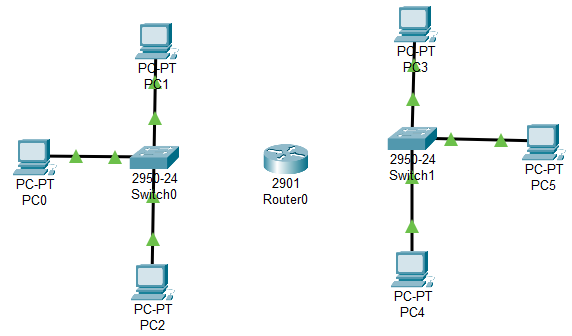 PC-PT
PC1
PC-PT
PC3
PC-PT
PC0
2950-24
Switch0
2901
Router0
2950-24
Switch1
PC-PT
PC5
PC-PT
PC2
PC-PT
PC4